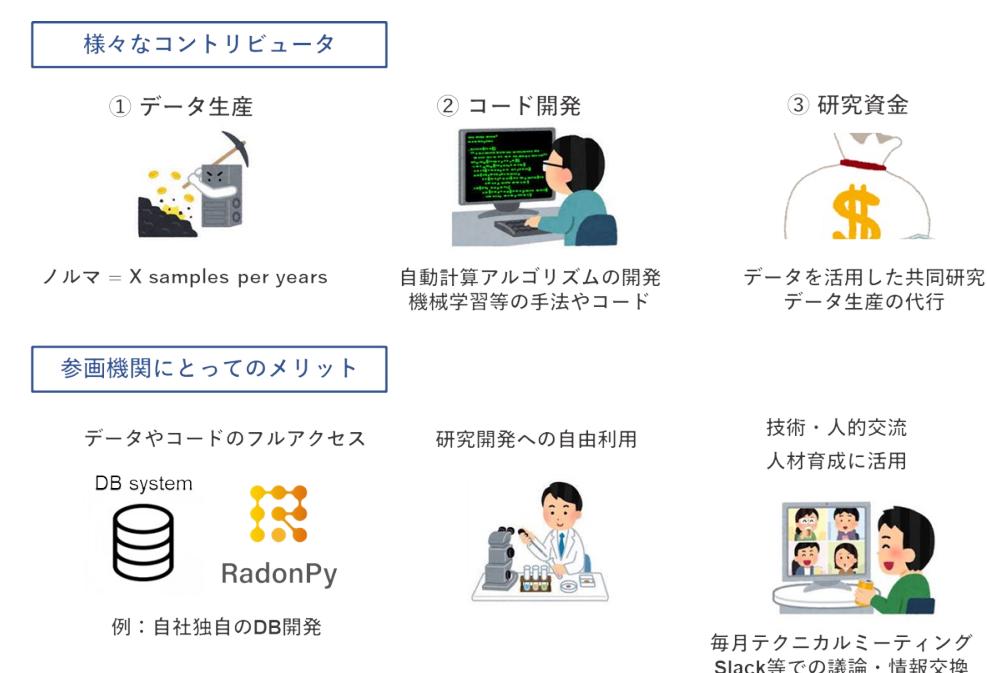 様々なコントリビュータ
① データ生産
② コード開発
③ 研究資金
ノルマ = X samples per years
自動計算アルゴリズムの開発
機械学習等の手法やコード
データを活用した共同研究
データ生産の代行
参画機関にとってのメリット
データやコードのフルアクセス
DB system
RadonPy
例：自社独自のDB開発
研究開発への自由利用
技術・人的交流
人材育成に活用
毎月テクニカルミーティング
Slack等での議論・情報交換